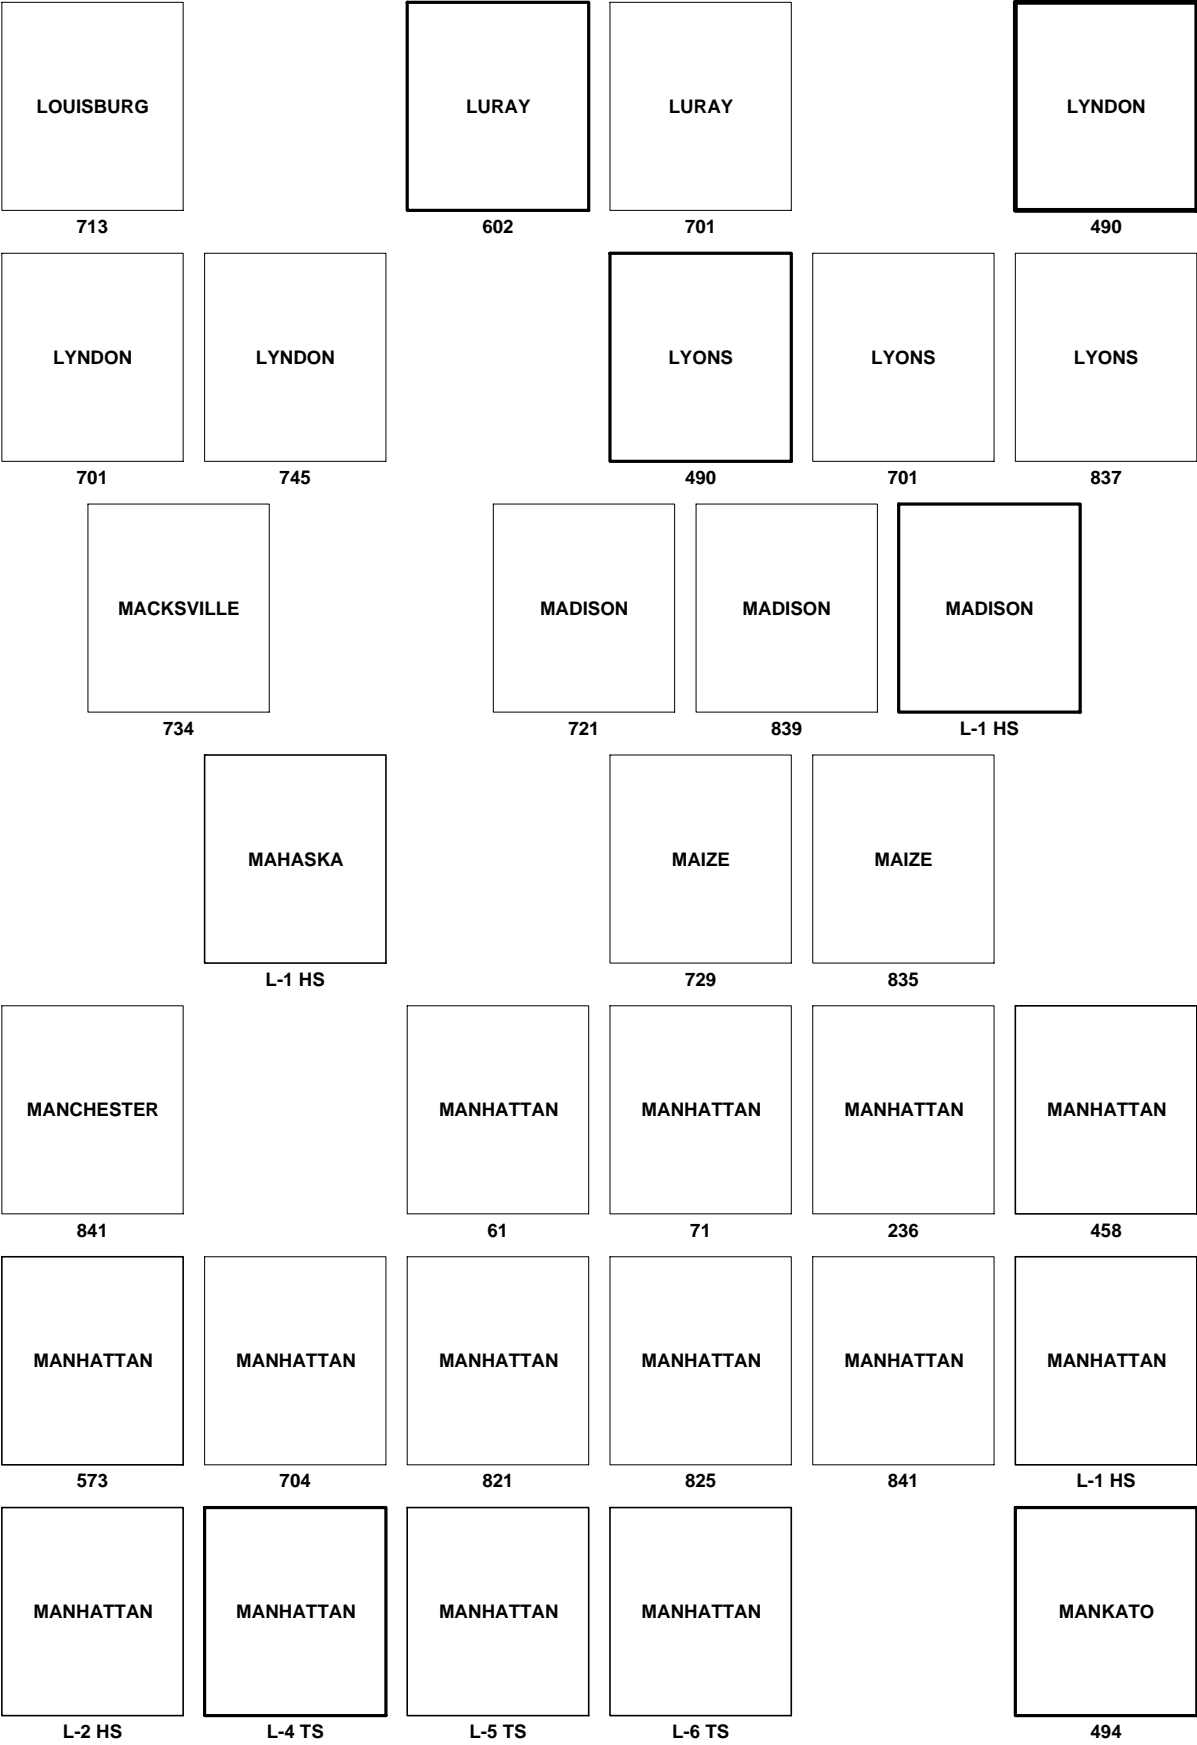 LOUISBURG LURAY LURAY LYNDON
713 602 701 490
LYNDON LYNDON LYONS LYONS LYONS
701 745 490 701 837
MACKSVILLE MADISON MADISON MADISON
734 721 839 L-1 HS
MAHASKA MAIZE MAIZE
L-1 HS 729 835
MANCHESTER MANHATTAN MANHATTAN MANHATTAN MANHATTAN
841 61 71 236 458
MANHATTAN MANHATTAN MANHATTAN MANHATTAN MANHATTAN MANHATTAN
573 704 821 825 841 L-1 HS
MANHATTAN MANHATTAN MANHATTAN MANHATTAN MANKATO
L-2 HS L-4 TS L-5 TS L-6 TS 494